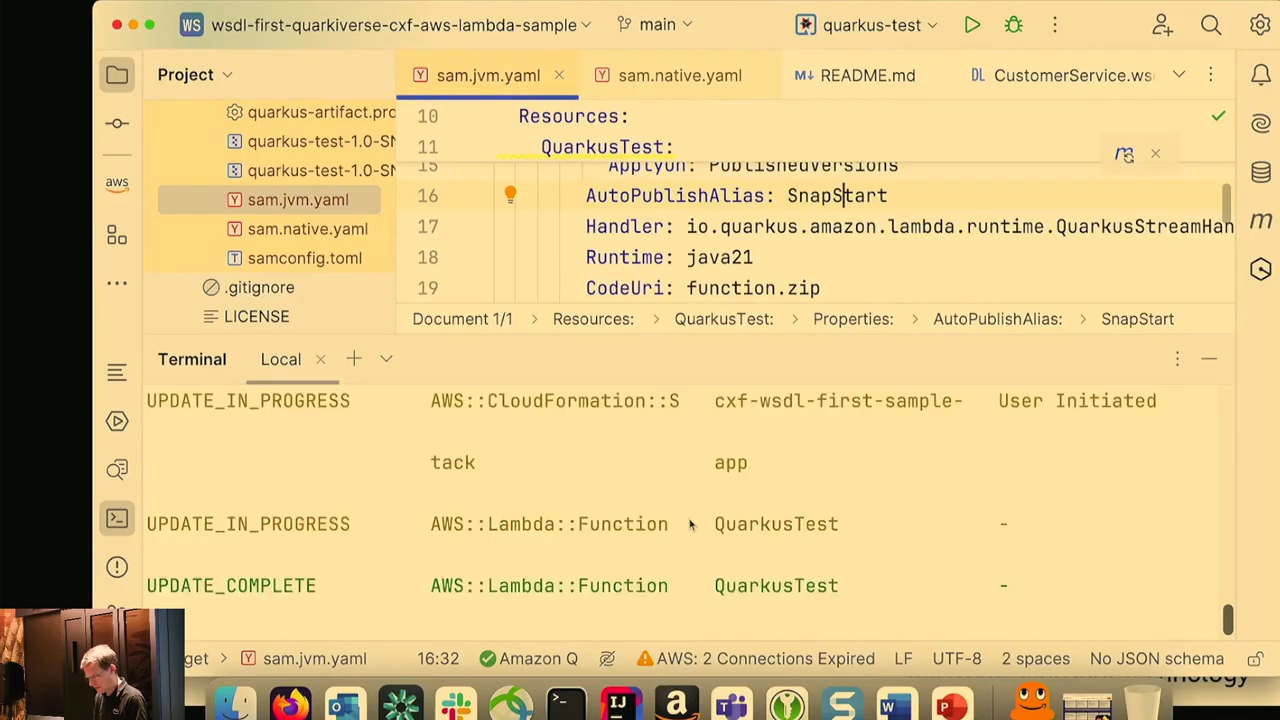 WS wsdl-first-quarkiverse-cxf-aws-lambda-sample main quarkus-test
Project sam.jvm.yaml sam.native.yaml README.md DL CustomerService.ws
quarkus-artifact.pro 10 Resources:
quarkus-test-1.0-SN 11 QuarkusTest:
quarkus-test-1.0-SN ApplyOn: PublishedVersions
sam.jvm.yaml 16 AutoPublishAlias: SnapStart
aws
sam.native.yaml 17 Handler: io.quarkus.amazon.lambda.runtime.QuarkusStreamHan
samconfig.toml 18 Runtime: java21
.gitignore 19 CodeUri: function.zip
LICENSE Document 1/1 Resources: QuarkusTest: Properties: AutoPublishAlias: SnapStart
Terminal Local
UPDATE_IN_PROGRESS AWS::CloudFormation::S cxf-wsdl-first-sample- User Initiated
tack app
UPDATE_IN_PROGRESS AWS::Lambda::Function QuarkusTest -
UPDATE_COMPLETE AWS::Lambda::Function QuarkusTest -
get sam.jvm.yaml 16:32 Amazon Q AWS: 2 Connections Expired LF UTF-8 2 spaces No JSON schema